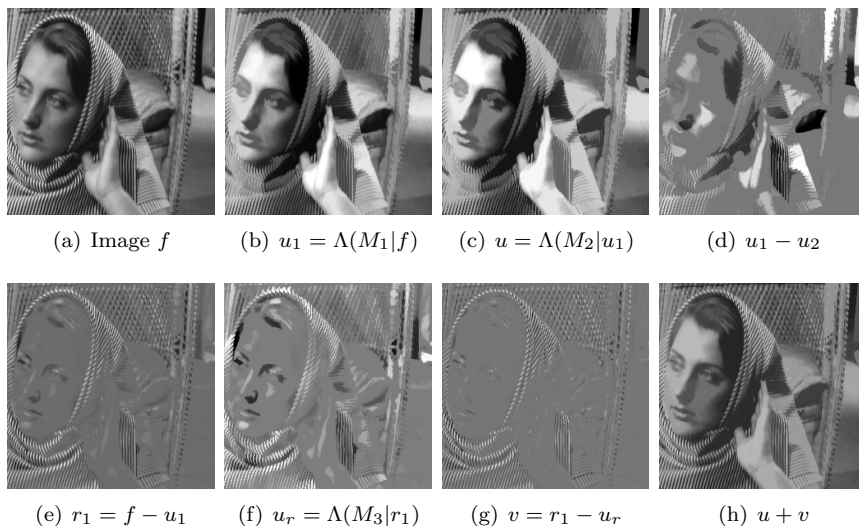 (a) Image f
(b) u₁ = Λ(M₁|f)
(c) u = Λ(M₂|u₁)
(d) u₁ − u₂
(e) r₁ = f − u₁
(f) uᵣ = Λ(M₃|r₁)
(g) v = r₁ − uᵣ
(h) u + v